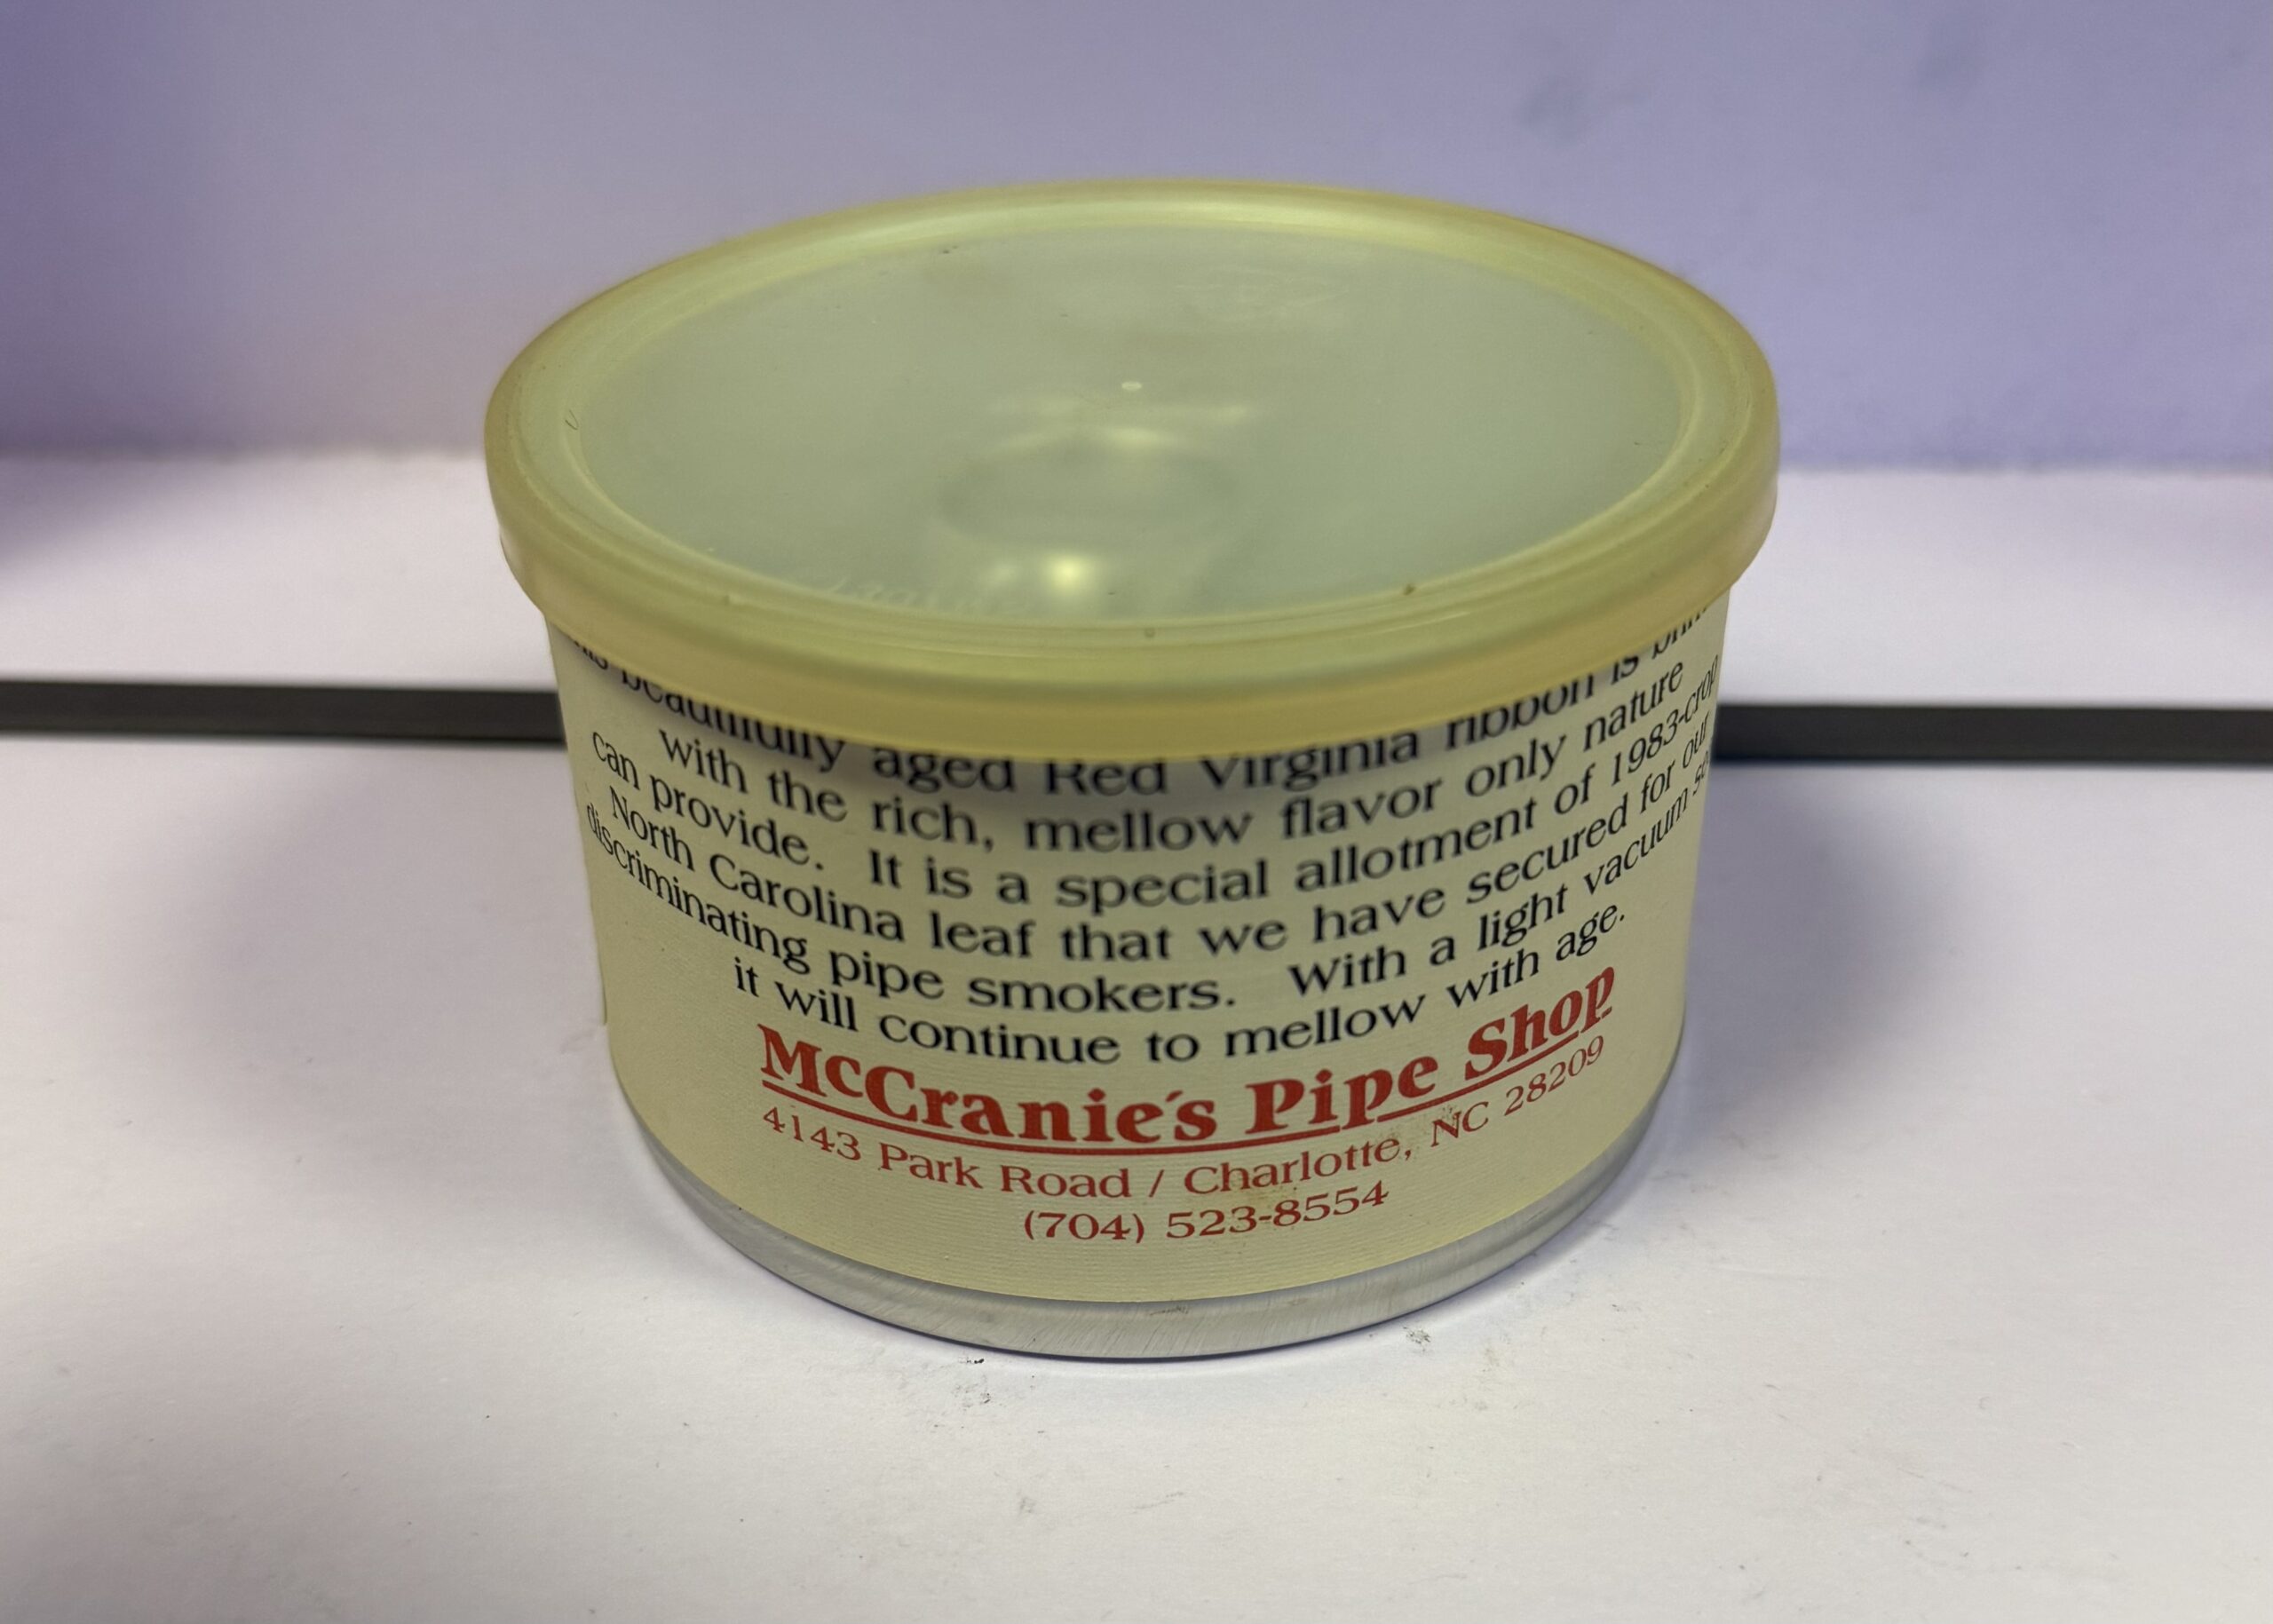 beautifully aged Red Virginia ribbon is
with the rich, mellow flavor only nature
can provide. It is a special allotment of 1983-crop
North Carolina leaf that we have secured for our
discriminating pipe smokers. With a light vacuum
it will continue to mellow with age.
McCranie's Pipe Shop
4143 Park Road / Charlotte, NC 28209
(704) 523-8554